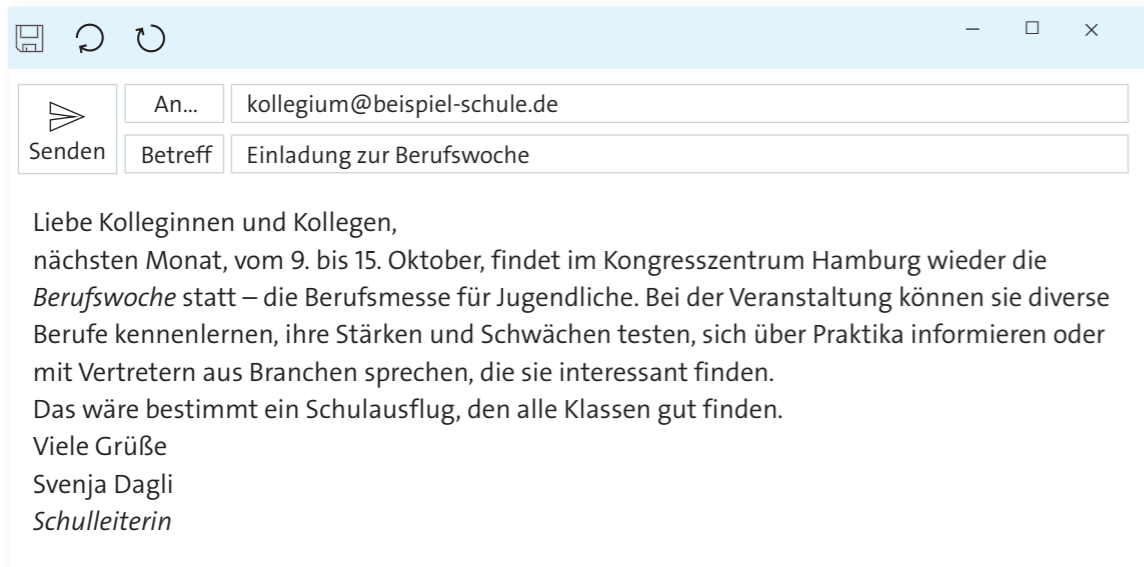 An...
kollegium@beispiel-schule.de
Senden
Betreff
Einladung zur Berufswoche
Liebe Kolleginnen und Kollegen,
nächsten Monat, vom 9. bis 15. Oktober, findet im Kongresszentrum Hamburg wieder die
Berufswoche statt – die Berufsmesse für Jugendliche. Bei der Veranstaltung können sie diverse
Berufe kennenlernen, ihre Stärken und Schwächen testen, sich über Praktika informieren oder
mit Vertretern aus Branchen sprechen, die sie interessant finden.
Das wäre bestimmt ein Schulausflug, den alle Klassen gut finden.
Viele Grüße
Svenja Dagli
Schulleiterin